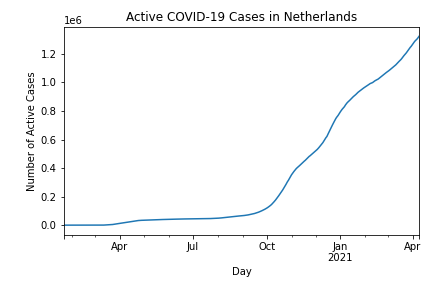 Active COVID-19 Cases in Netherlands
1e6
1.2
1.0
0.8
0.6
0.4
0.2
0.0
Number of Active Cases
Apr Jul Oct Jan Apr
2021
Day